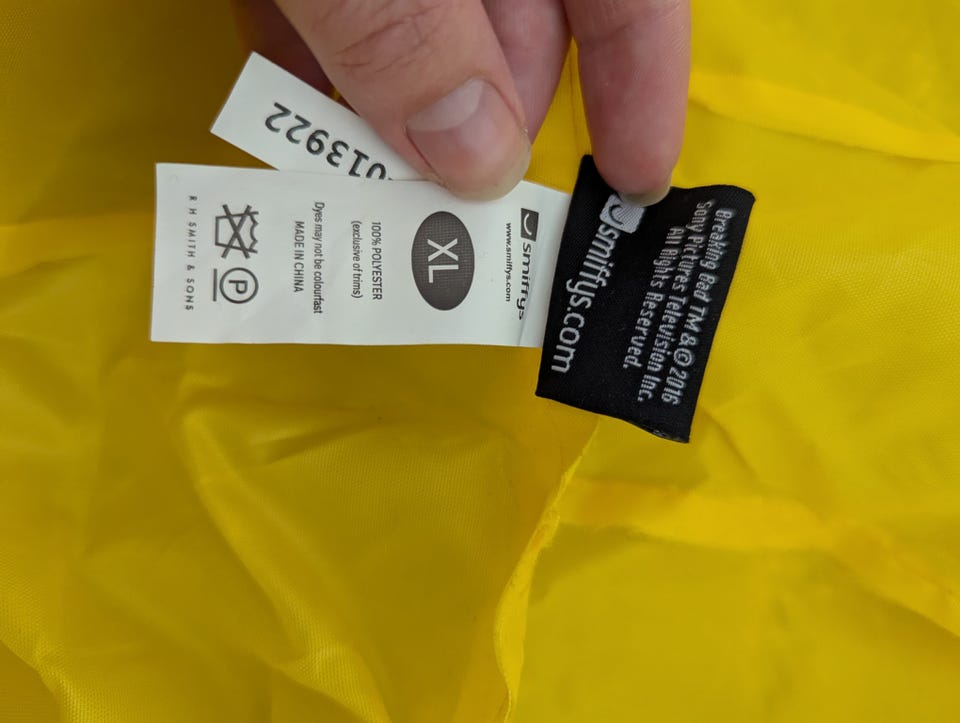 013922
smiffys
www.smiffys.com
XL
100% POLYESTER
(exclusive of trims)
Dyes may not be colourfast
MADE IN CHINA
P
R H SMITH & SONS
Breaking Bad TM & © 2016
Sony Pictures Television Inc.
All Rights Reserved.
smiffys.com